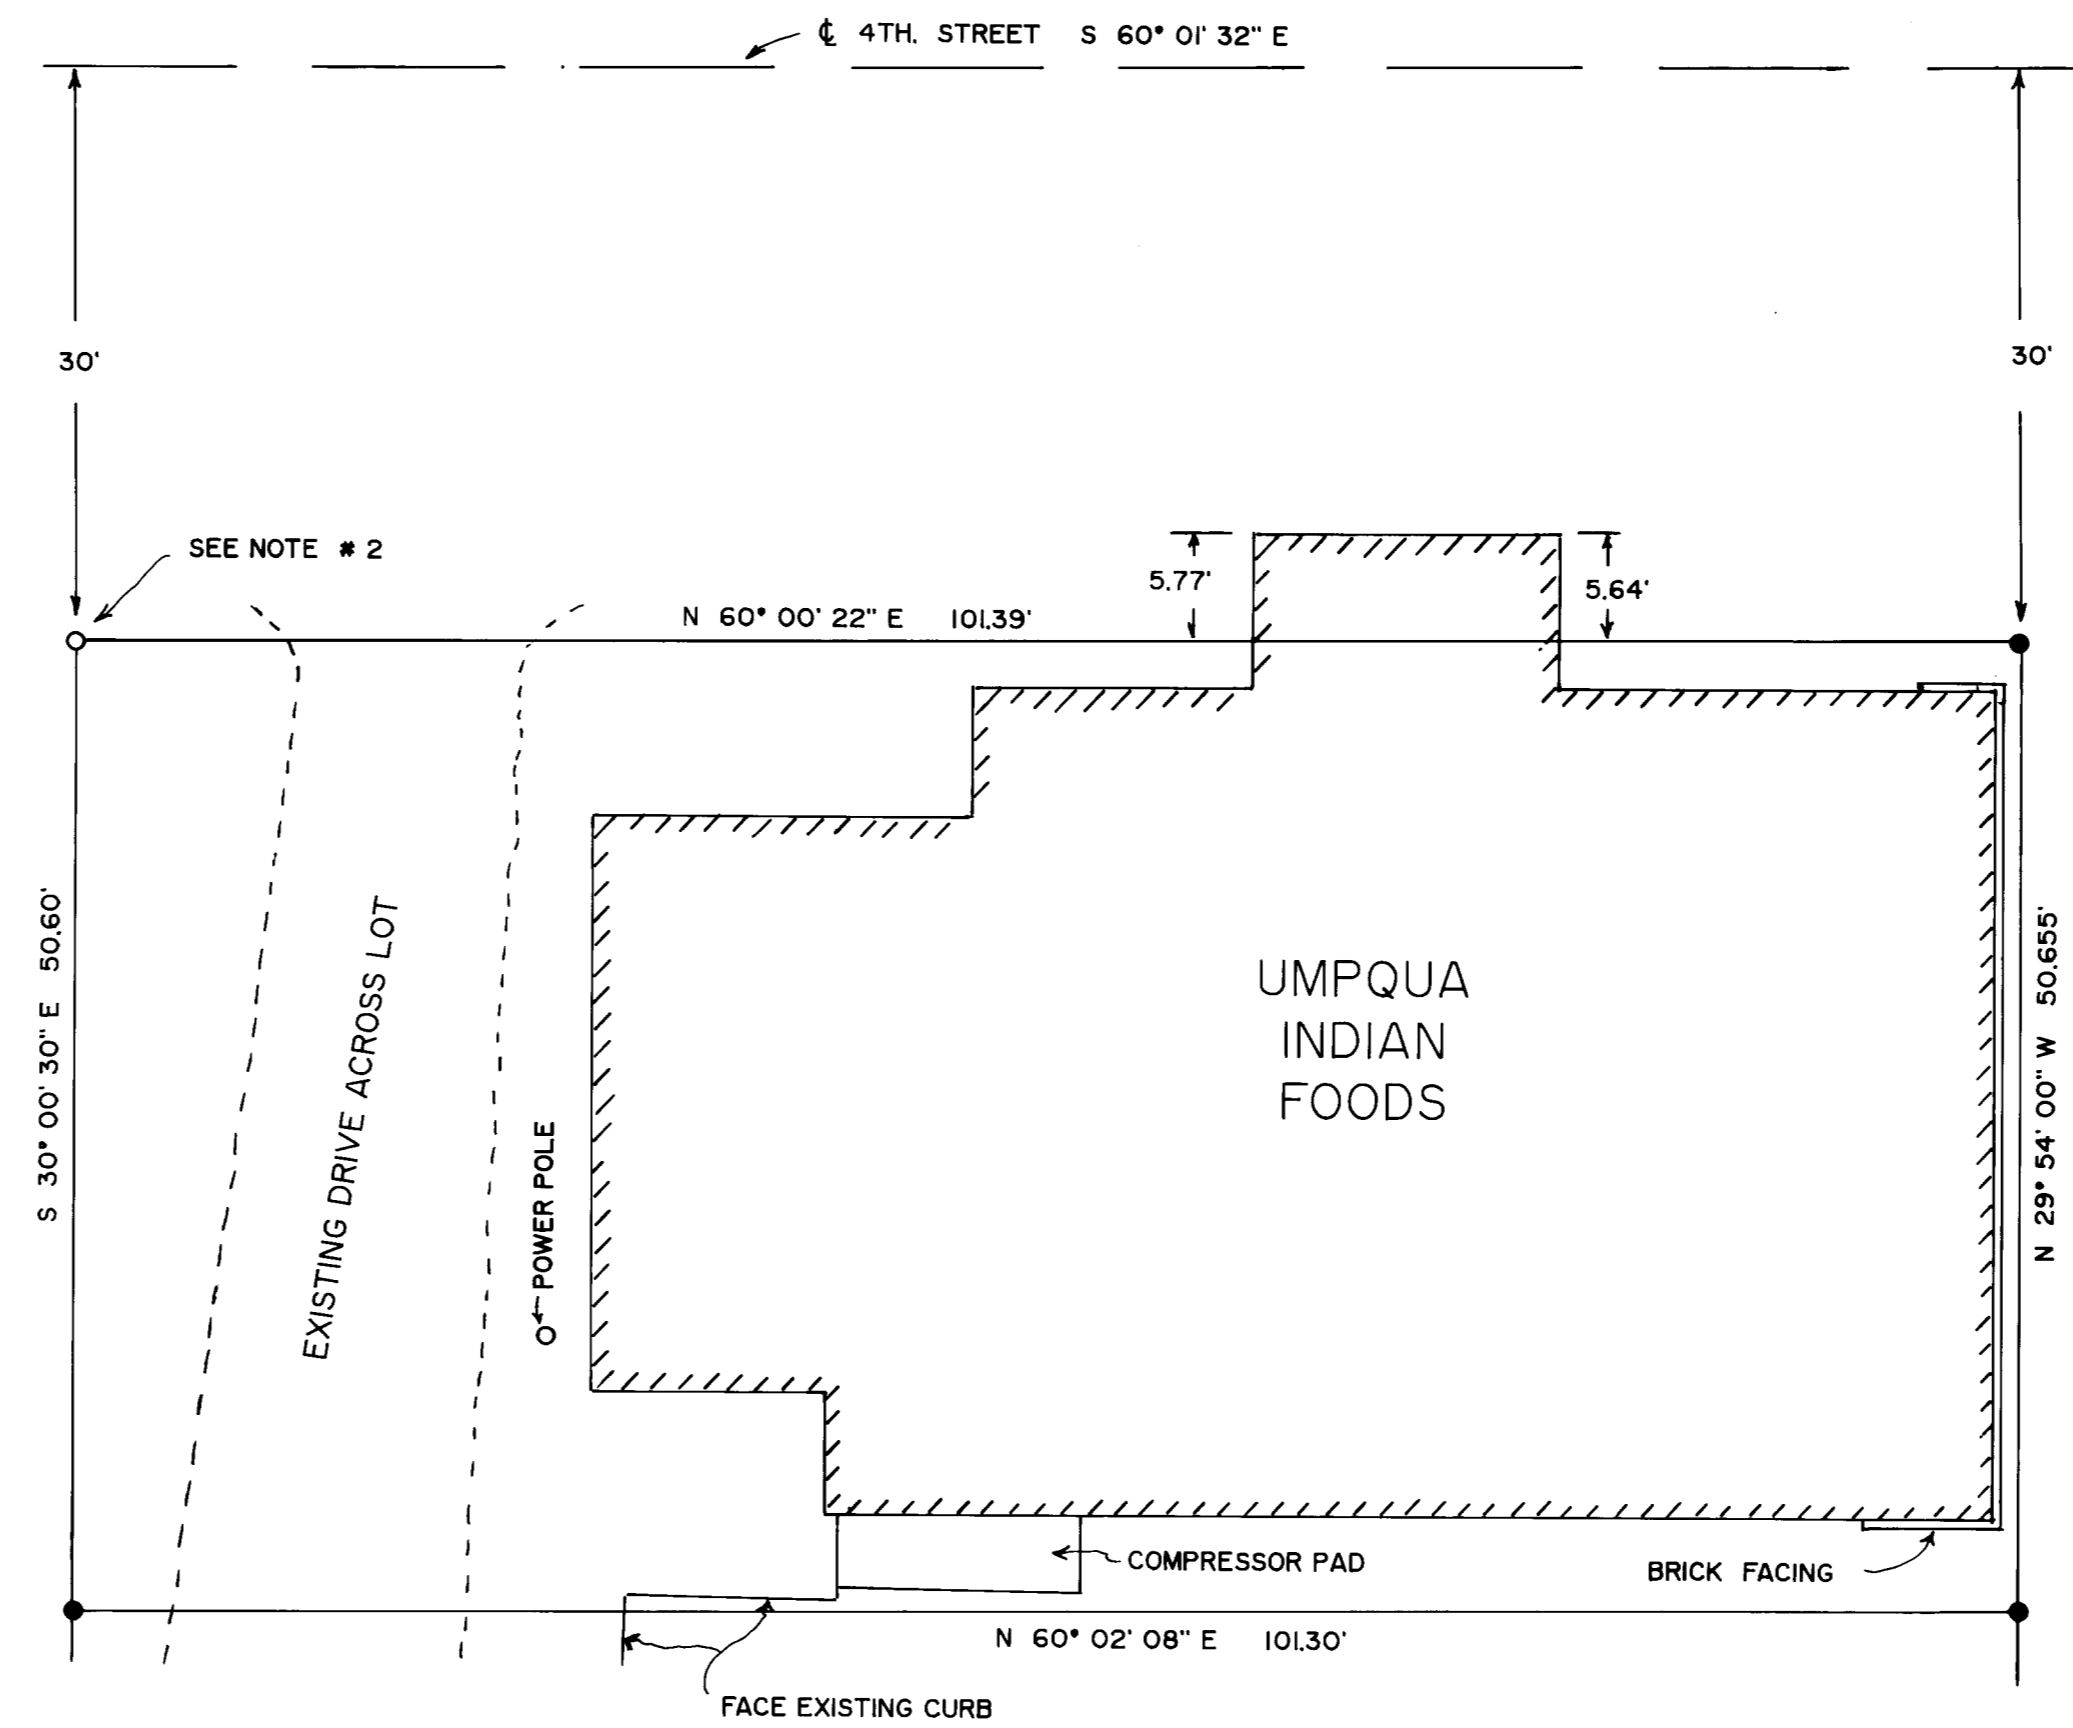 ℄ 4TH. STREET S 60° 01' 32" E
30'
30'
SEE NOTE # 2
5.77'
5.64'
N 60° 00' 22" E 101.39'
S 30° 00' 30" E 50.60'
EXISTING DRIVE ACROSS LOT
POWER POLE
UMPQUA
INDIAN
FOODS
N 29° 54' 00" W 50.655'
COMPRESSOR PAD
BRICK FACING
N 60° 02' 08" E 101.30'
FACE EXISTING CURB